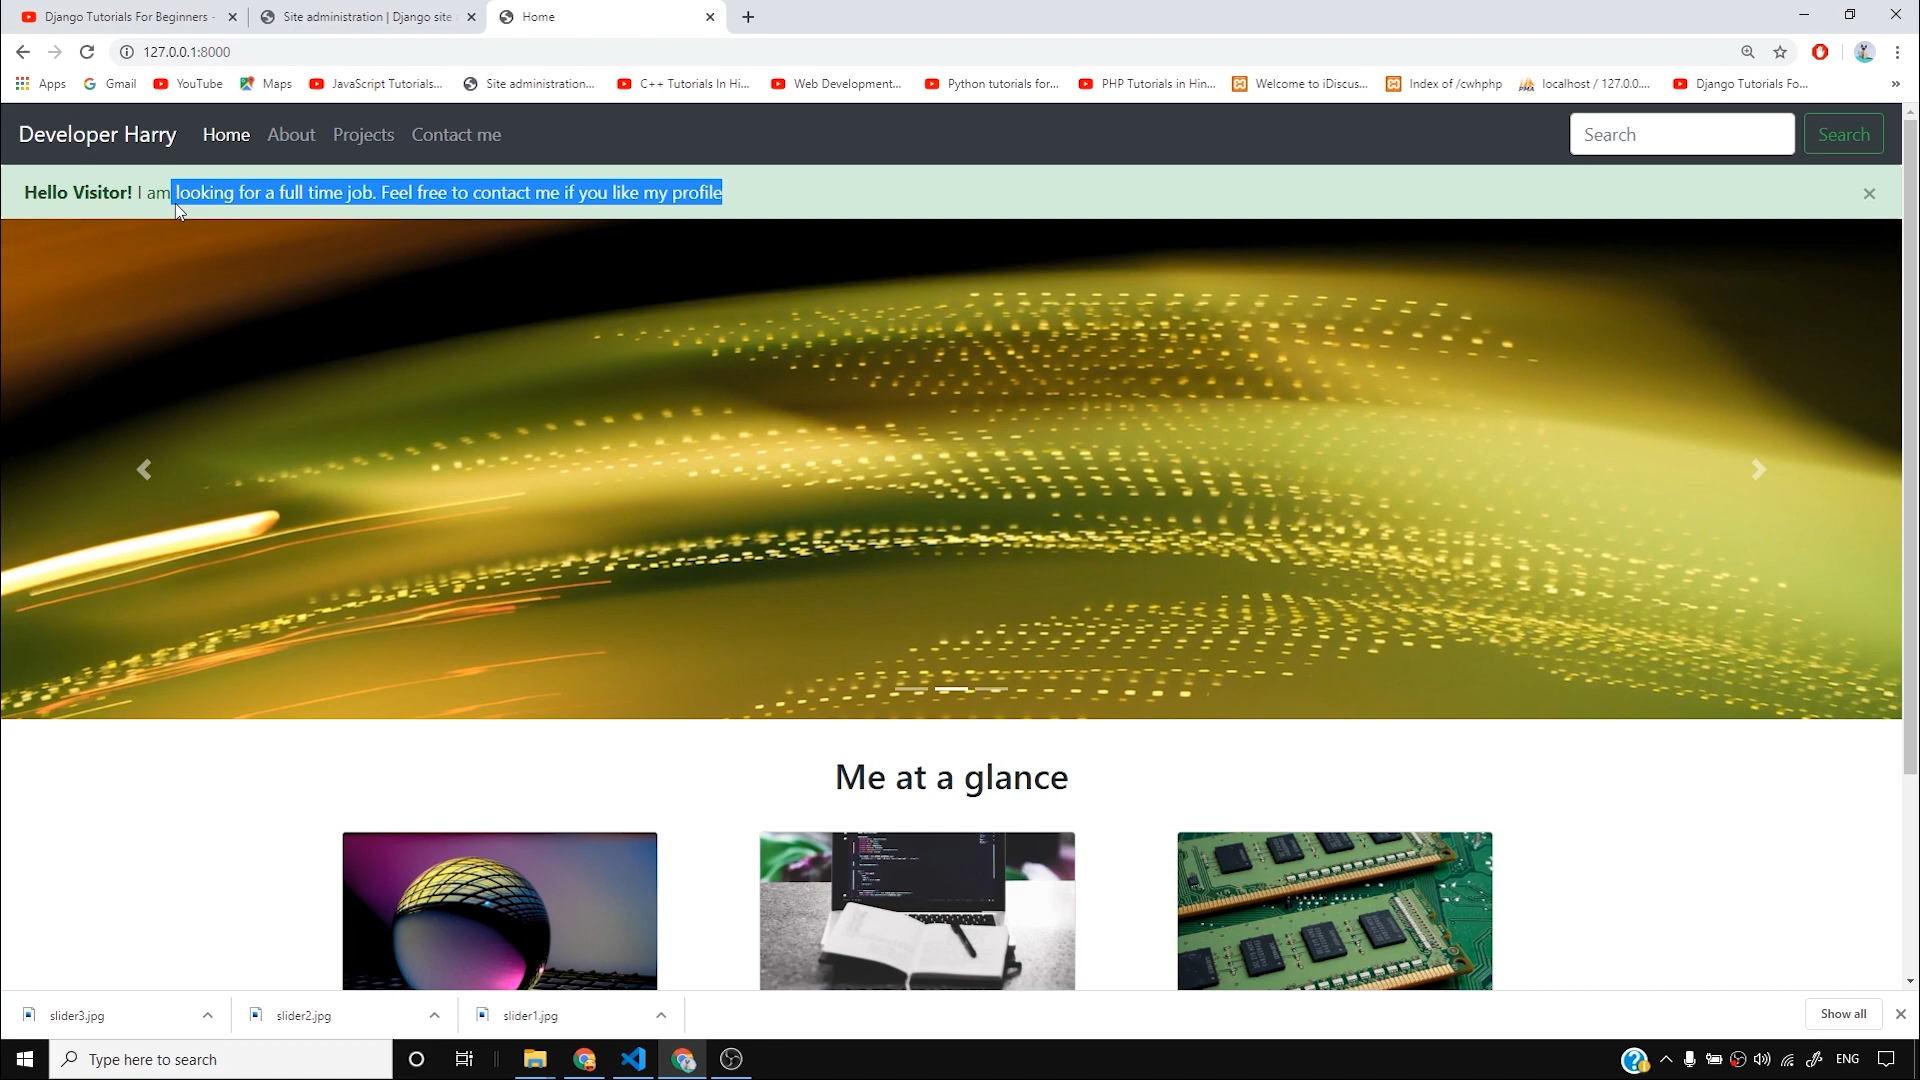 Django Tutorials For Beginners -
Site administration | Django site
Home
127.0.0.1:8000
Apps
Gmail
YouTube
Maps
JavaScript Tutorials...
Site administration...
C++ Tutorials In Hi...
Web Development...
Python tutorials for...
PHP Tutorials in Hin...
Welcome to iDiscus...
Index of /cwhphp
localhost / 127.0.0....
Django Tutorials Fo...
»
Developer Harry
Home
About
Projects
Contact me
Search
Search
Hello Visitor! I am looking for a full time job. Feel free to contact me if you like my profile
Me at a glance
slider3.jpg
slider2.jpg
slider1.jpg
Show all
Type here to search
ENG